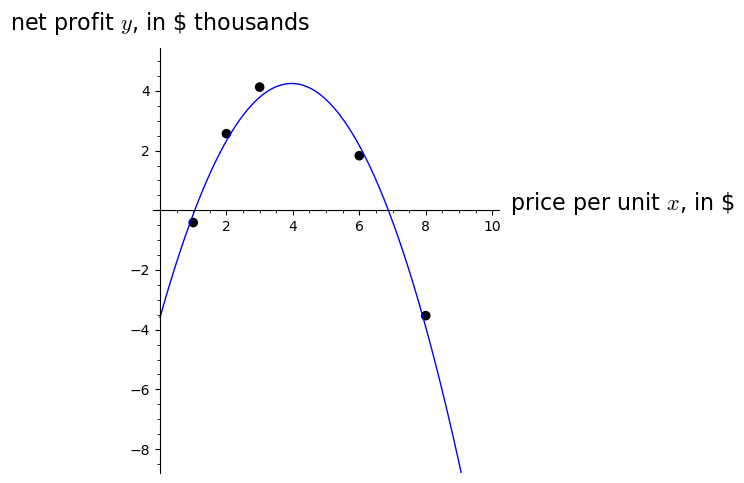 net profit y, in $ thousands
4
2
price per unit x, in $
2 4 6 8 10
−2
−4
−6
−8